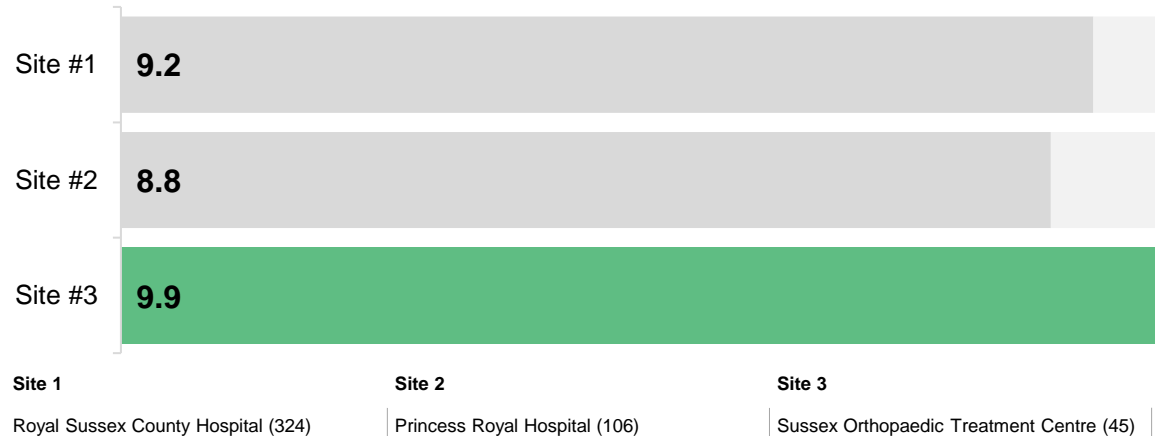 Site #1
9.2
Site #2
8.8
Site #3
9.9
Site 1
Site 2
Site 3
Royal Sussex County Hospital (324)
Princess Royal Hospital (106)
Sussex Orthopaedic Treatment Centre (45)